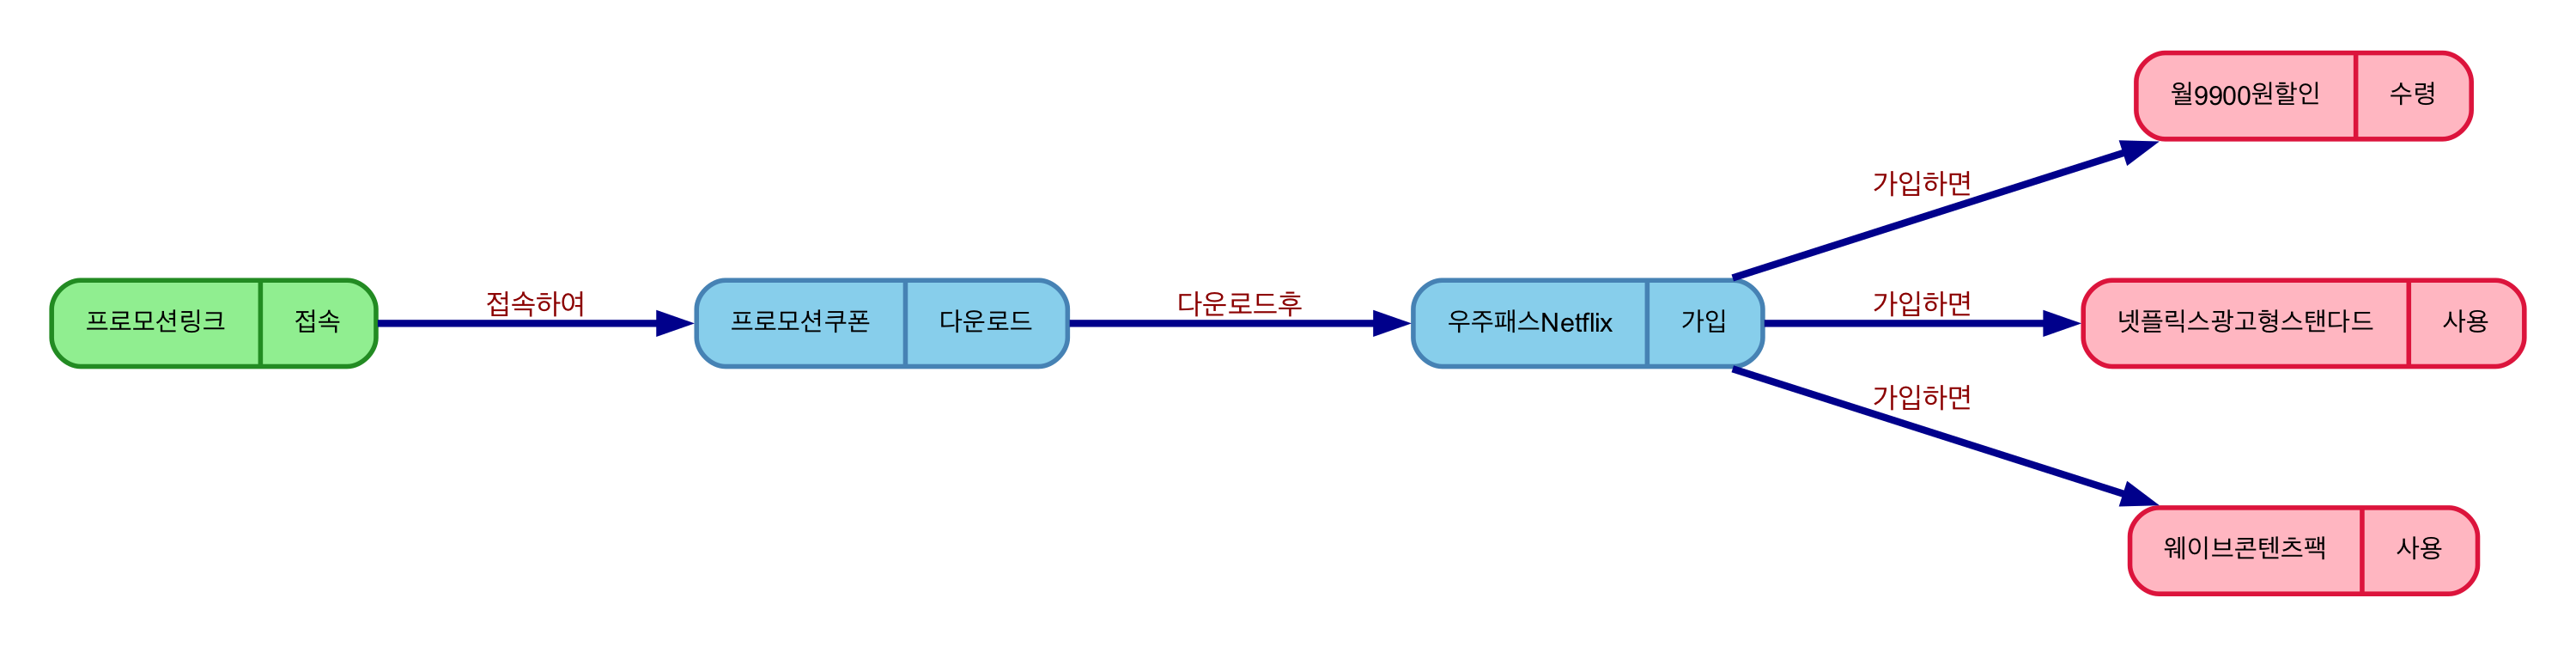 프로모션링크 접속
접속하여
프로모션쿠폰 다운로드
다운로드후
우주패스Netflix 가입
가입하면
월9900원할인 수령
가입하면
넷플릭스광고형스탠다드 사용
가입하면
웨이브콘텐츠팩 사용